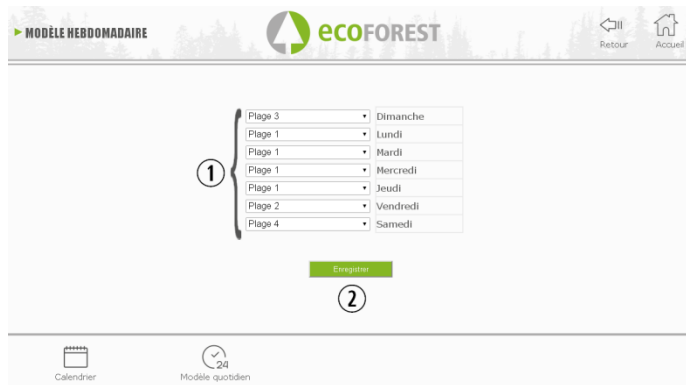 MODÈLE HEBDOMADAIRE
ecoFOREST
Retour
Accueil
Plage 3 Dimanche
Plage 1 Lundi
Plage 1 Mardi
Plage 1 Mercredi
Plage 1 Jeudi
Plage 2 Vendredi
Plage 4 Samedi
1
Enregistrer
2
Calendrier
24
Modèle quotidien